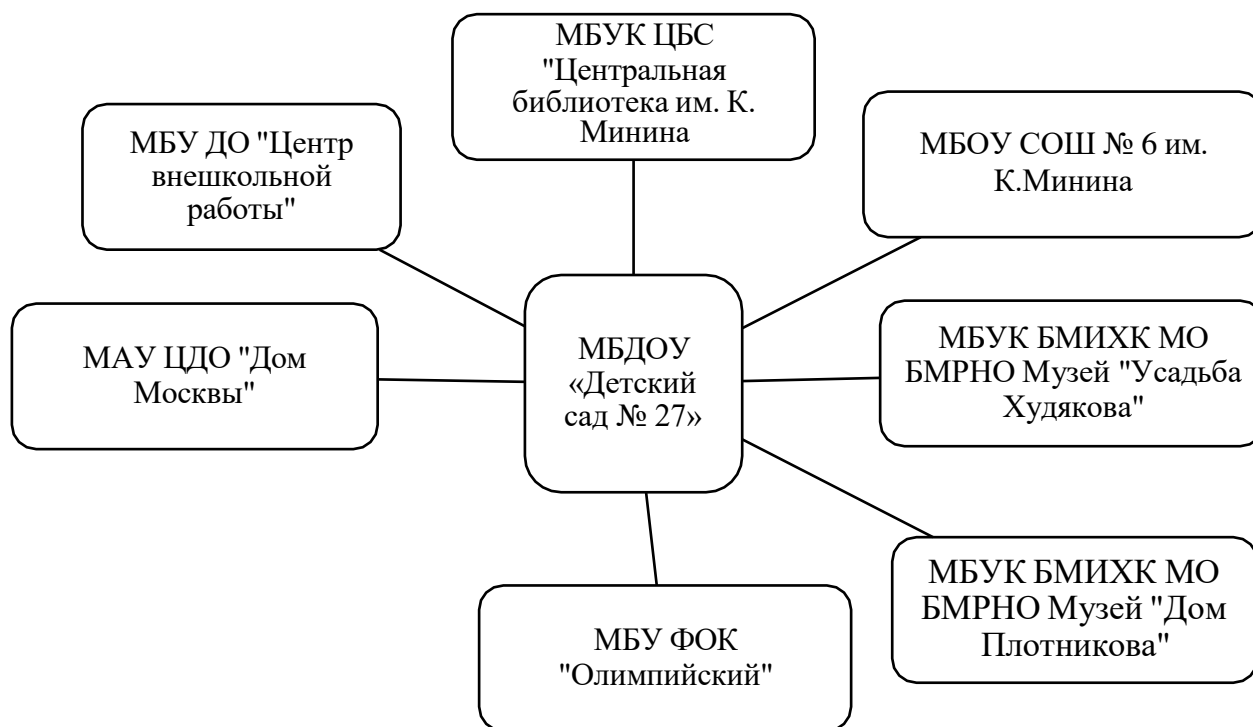 МБУК ЦБС
"Центральная
библиотека им. К.
Минина
МБУ ДО "Центр
внешкольной
работы"
МБОУ СОШ № 6 им.
К.Минина
МАУ ЦДО "Дом
Москвы"
МБДОУ
«Детский
сад № 27»
МБУК БМИХК МО
БМРНО Музей "Усадьба
Худякова"
МБУ ФОК
"Олимпийский"
МБУК БМИХК МО
БМРНО Музей "Дом
Плотникова"